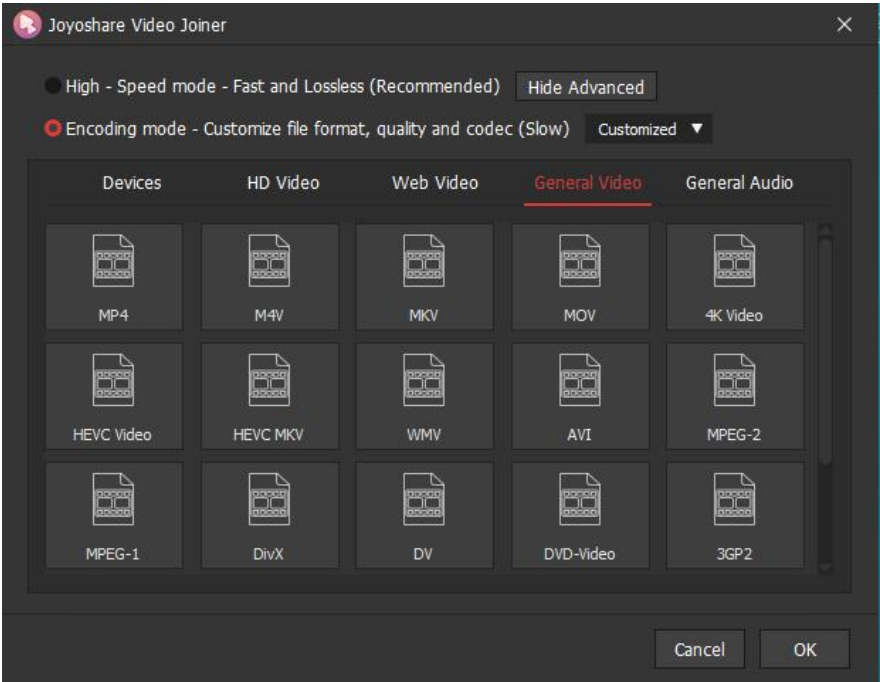 Joyoshare Video Joiner
High - Speed mode - Fast and Lossless (Recommended) Hide Advanced
Encoding mode - Customize file format, quality and codec (Slow) Customized
Devices HD Video Web Video General Video General Audio
MP4 M4V MKV MOV 4K Video
HEVC Video HEVC MKV WMV AVI MPEG-2
MPEG-1 DivX DV DVD-Video 3GP2
Cancel OK